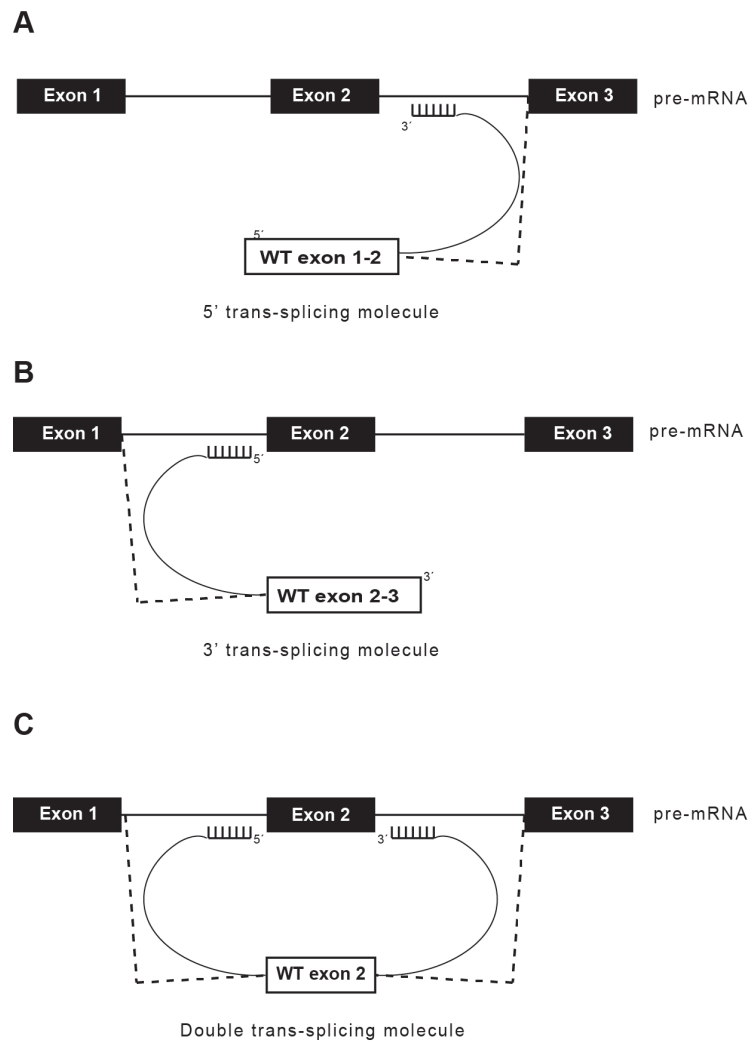 A
Exon 1 Exon 2 Exon 3 pre-mRNA
3´
5´
WT exon 1-2
5’ trans-splicing molecule
B
Exon 1 Exon 2 Exon 3 pre-mRNA
5´
3´
WT exon 2-3
3’ trans-splicing molecule
C
Exon 1 Exon 2 Exon 3 pre-mRNA
5´ 3´
WT exon 2
Double trans-splicing molecule